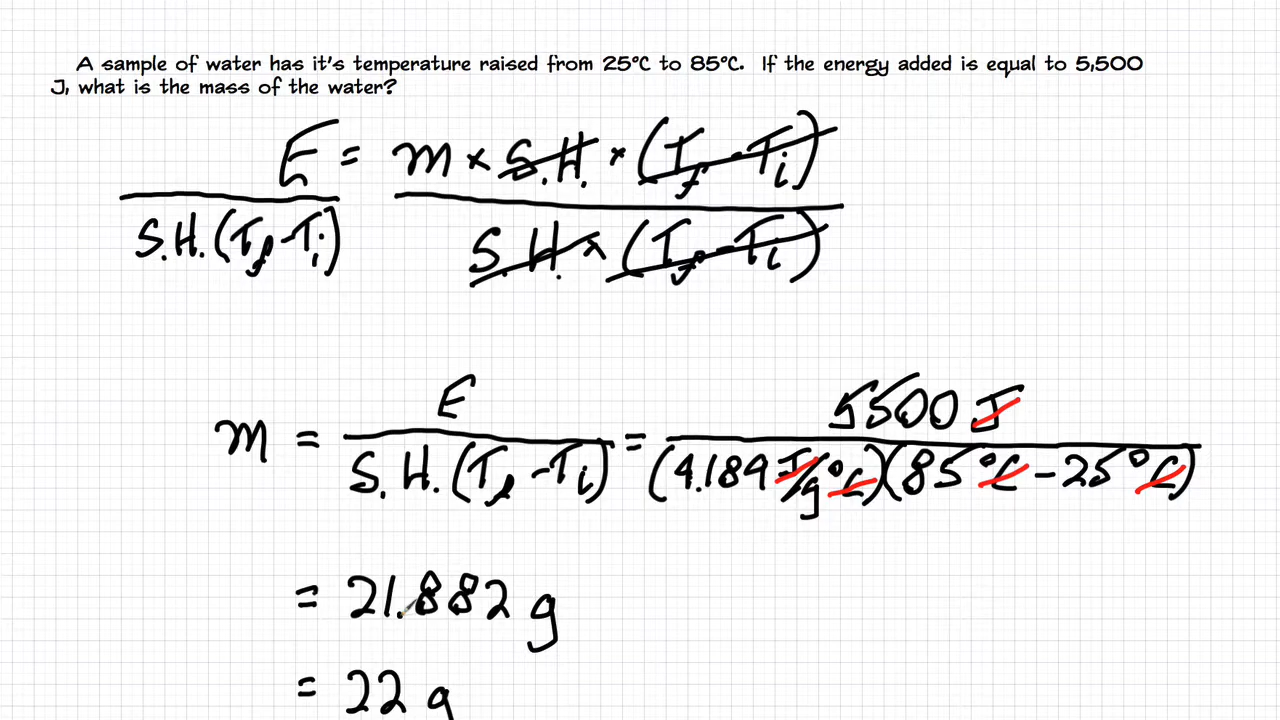 A sample of water has it's temperature raised from 25°C to 85°C. If the energy added is equal to 5,500
J, what is the mass of the water?
E = m × S.H. × (Tf - Ti)
S.H. (Tf - Ti) S.H. × (Tf - Ti)
m = E / S.H. (Tf - Ti) = 5500 J / (4.184 J/g °C)(85 °C - 25 °C)
= 21.882 g
= 22 g